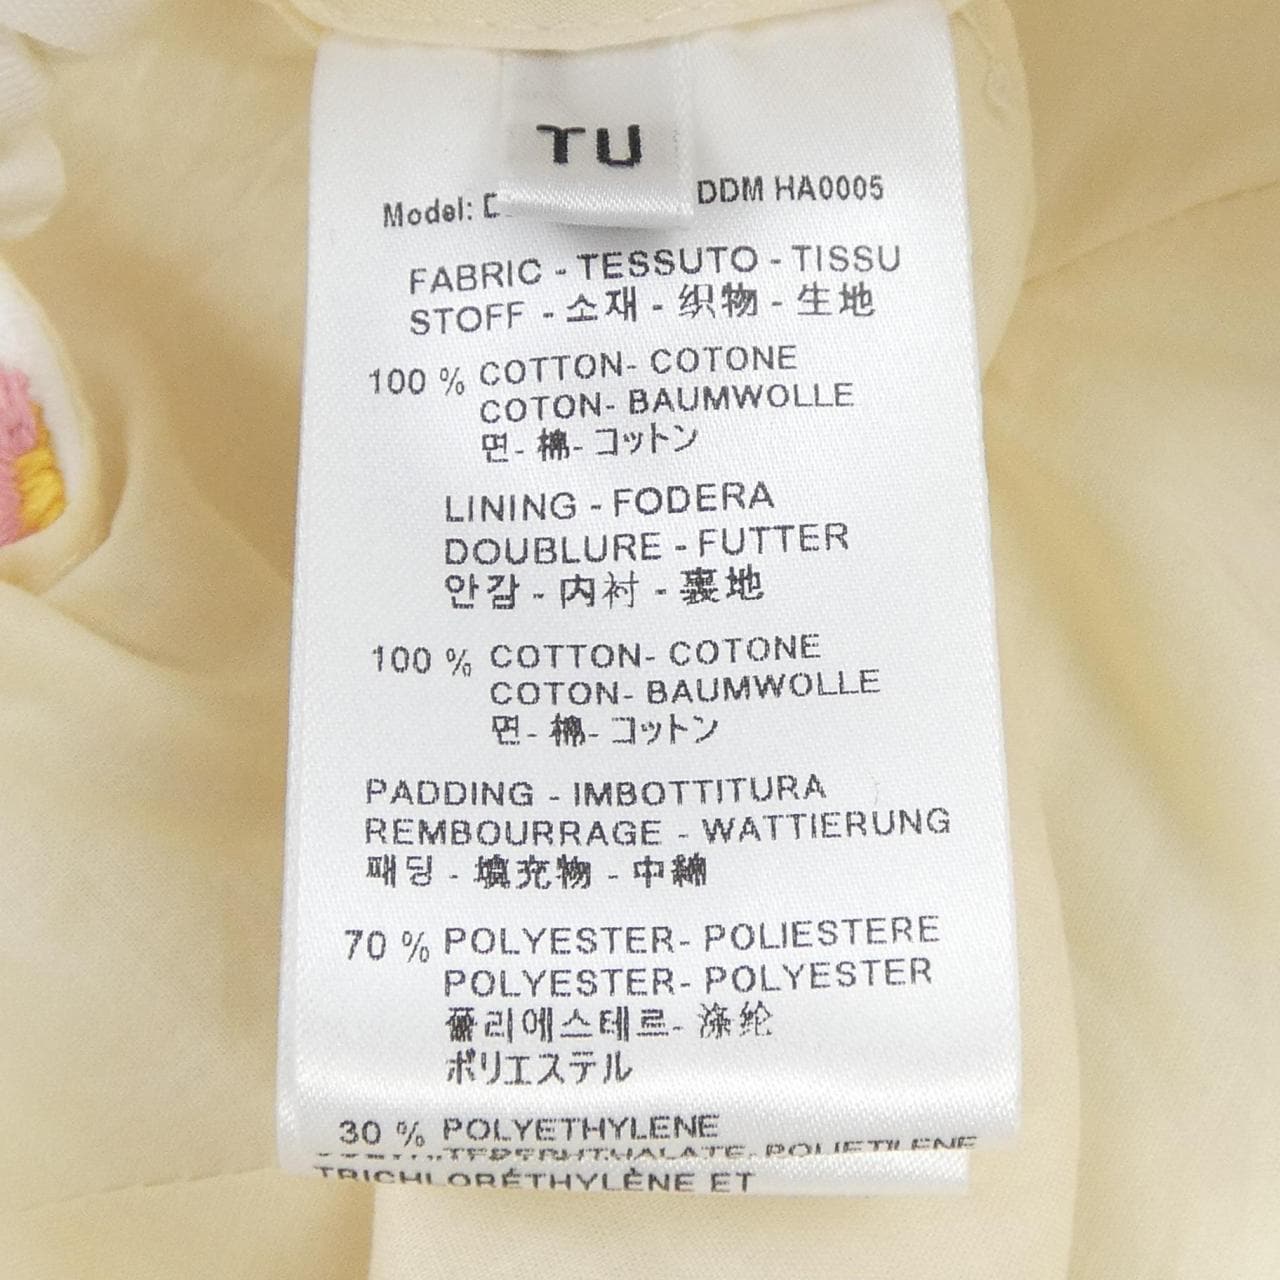 TU
Model: D DDM HA0005
FABRIC - TESSUTO - TISSU
STOFF - 소재 - 织物 - 生地
100 % COTTON- COTONE
COTON- BAUMWOLLE
면- 棉- コットン
LINING - FODERA
DOUBLURE - FUTTER
안감 - 内衬 - 裏地
100 % COTTON- COTONE
COTON- BAUMWOLLE
면- 棉- コットン
PADDING - IMBOTTITURA
REMBOURRAGE - WATTIERUNG
패딩 - 填充物 - 中綿
70 % POLYESTER- POLIESTERE
POLYESTER- POLYESTER
폴리에스테르- 涤纶
ポリエステル
30 % POLYETHYLENE
TEREPHTHALATE- POLIETILENE
TRICHLORÉTHYLÈNE ET